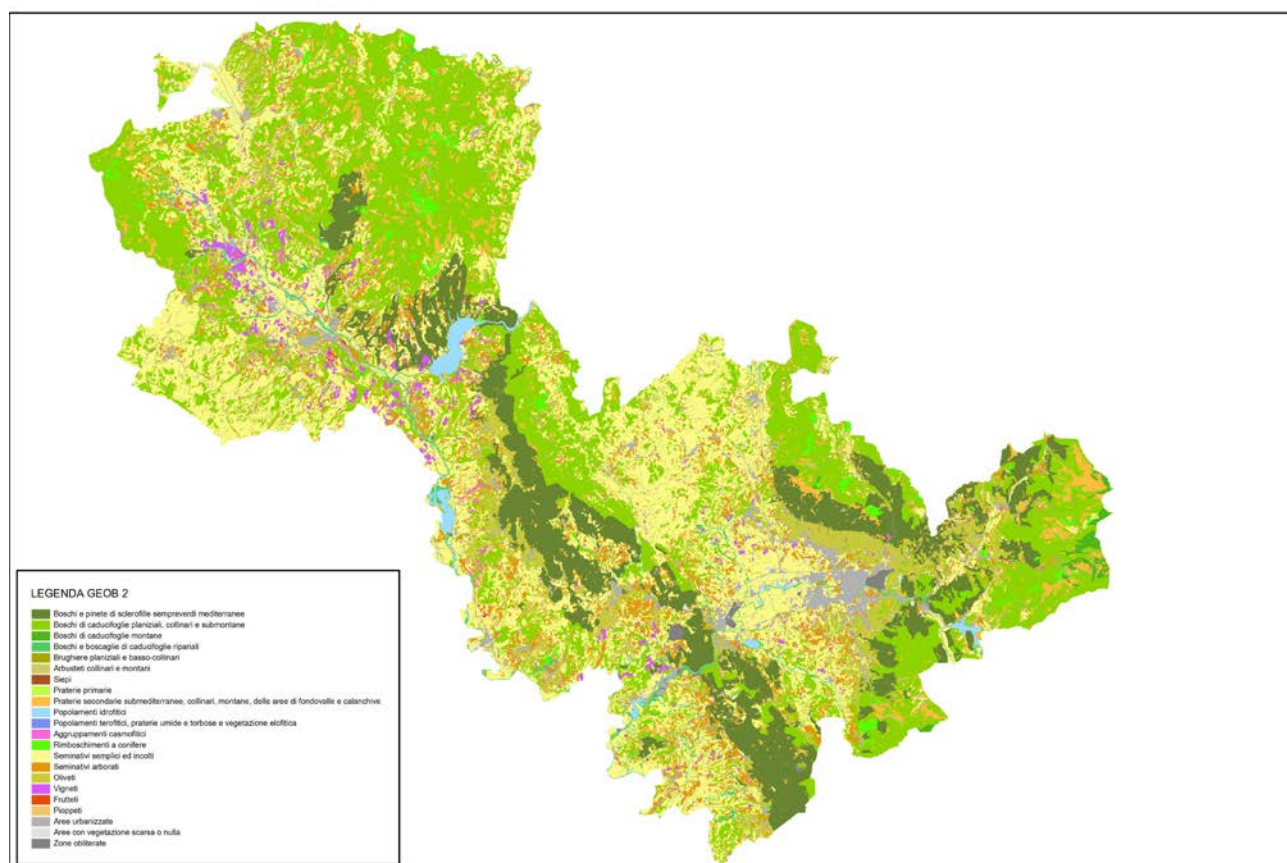 LEGENDA GEOB 2
Boschi e pinete di sclerofille sempreverdi mediterranee
Boschi di caducifoglie planiziali, collinari e submontane
Boschi di caducifoglie montane
Boschi e boscaglie di caducifoglie ripariali
Brughiere planiziali e basso-collinari
Arbusteti collinari e montani
Siepi
Praterie primarie
Praterie secondarie submediterranee, collinari, montane, delle aree di fondovalle e calanchive
Popolamenti idrofitici
Popolamenti terofitici, praterie umide e torbose e vegetazione elofitica
Aggruppamenti casmofitici
Rimboschimenti a conifere
Seminativi semplici ed incolti
Seminativi arborati
Oliveti
Vigneti
Frutteti
Pioppeti
Aree urbanizzate
Aree con vegetazione scarsa o nulla
Zone obliterate